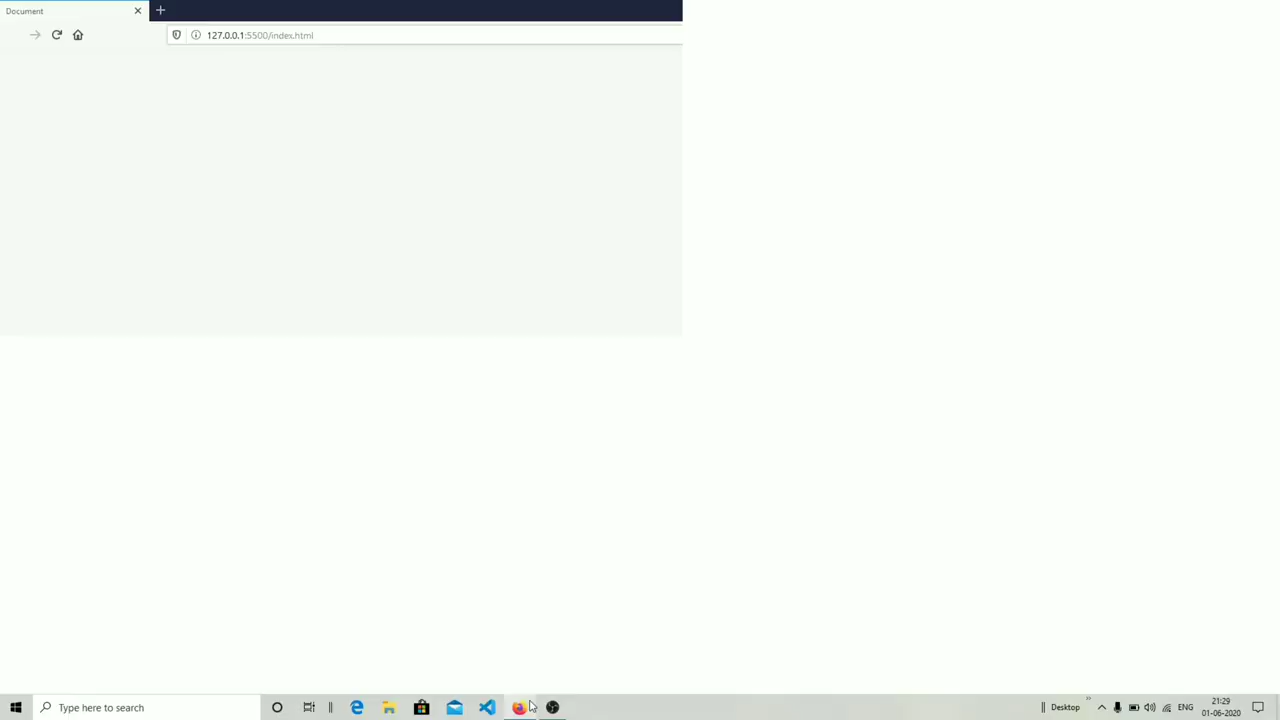 Document
127.0.0.1:5500/index.html
Type here to search
Desktop
ENG
21:29
01-06-2020